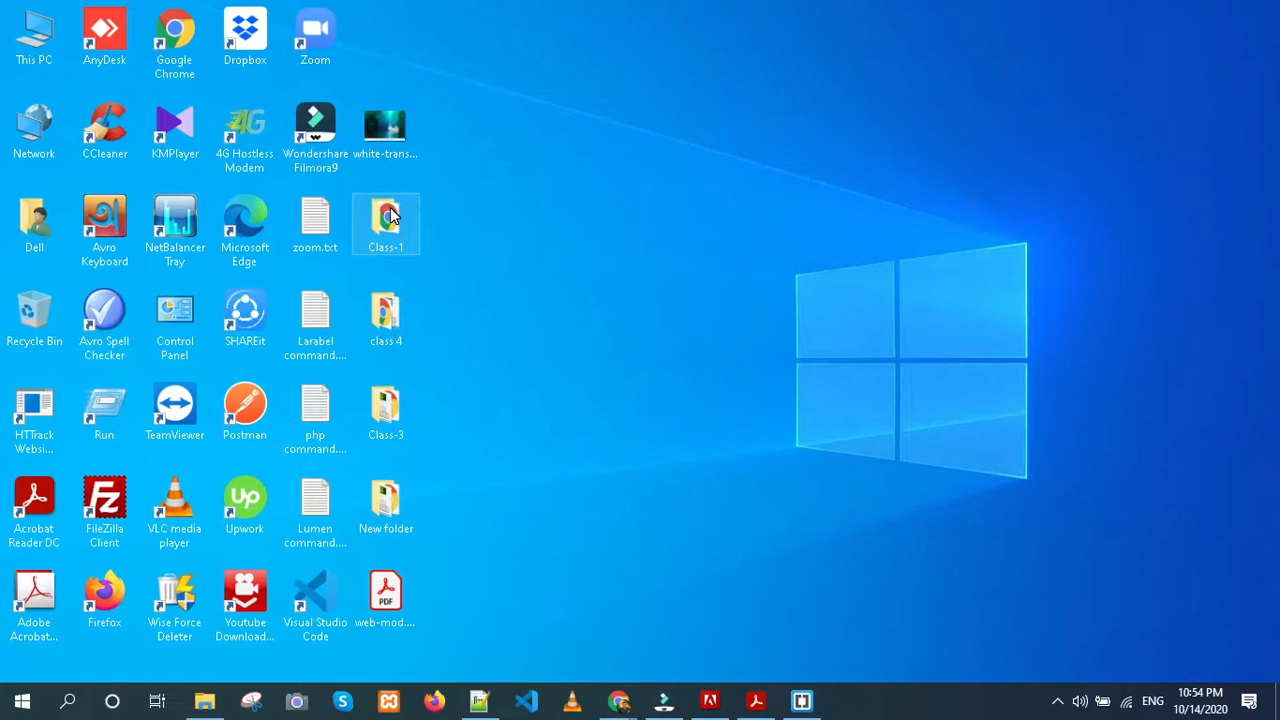 This PC
AnyDesk
Google
Chrome
Dropbox
Zoom
Network
CCleaner
KMPlayer
4G Hostless
Modem
4G
Wondershare
Filmora9
white-trans...
Dell
Avro
Keyboard
NetBalancer
Tray
Microsoft
Edge
zoom.txt
Class-1
Recycle Bin
Avro Spell
Checker
Control
Panel
SHAREit
Larabel
command....
class 4
HTTrack
Websi...
Run
TeamViewer
Postman
php
command....
Class-3
Acrobat
Reader DC
Fz
FileZilla
Client
VLC media
player
Up
Upwork
Lumen
command....
New folder
Adobe
Acrobat...
Firefox
Wise Force
Deleter
Youtube
Download...
Visual Studio
Code
PDF
web-mod....
ENG
10:54 PM
10/14/2020